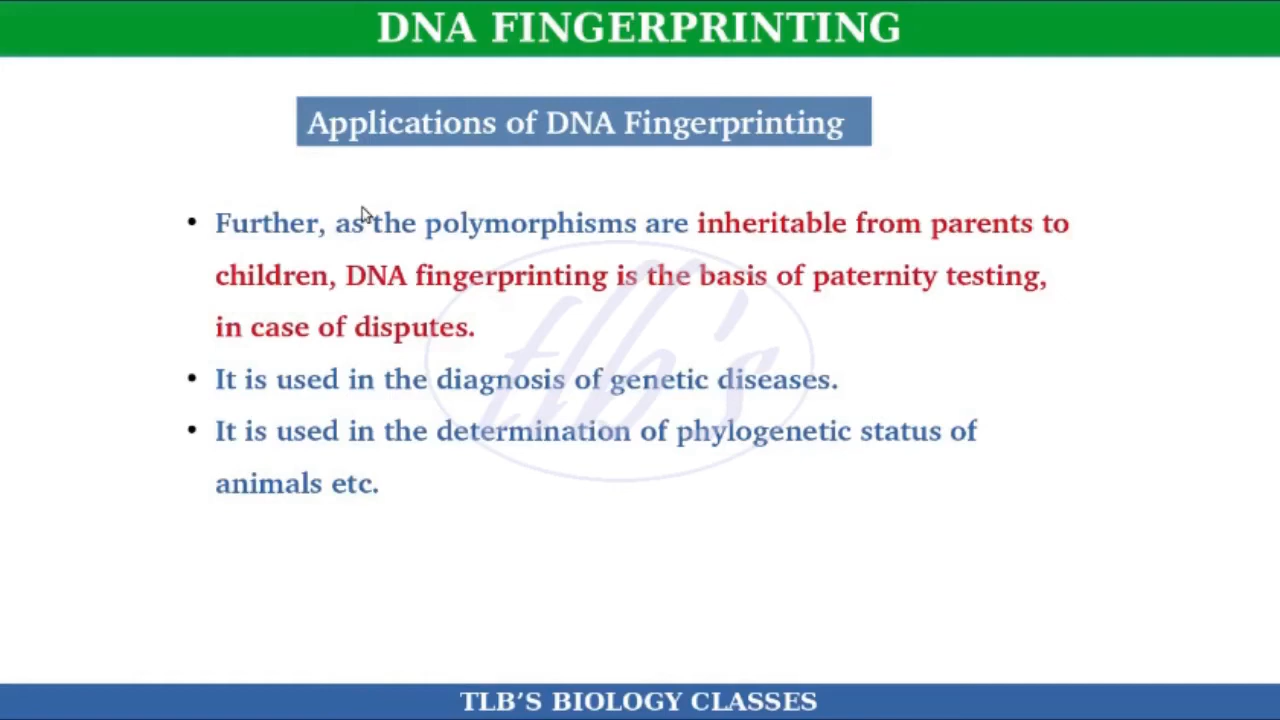 DNA FINGERPRINTING
Applications of DNA Fingerprinting
• Further, as the polymorphisms are inheritable from parents to
children, DNA fingerprinting is the basis of paternity testing,
in case of disputes.
• It is used in the diagnosis of genetic diseases.
• It is used in the determination of phylogenetic status of
animals etc.
tlb's
TLB’S BIOLOGY CLASSES